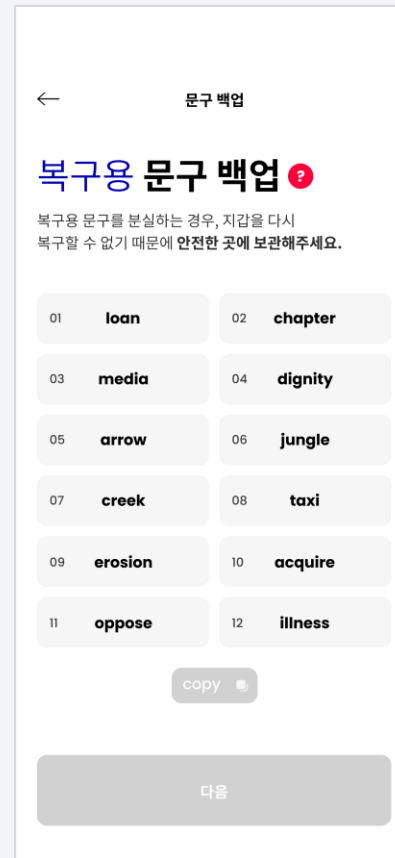 문구 백업
복구용 문구 백업 ?
복구용 문구를 분실하는 경우, 지갑을 다시
복구할 수 없기 때문에 안전한 곳에 보관해주세요.
01 loan 02 chapter
03 media 04 dignity
05 arrow 06 jungle
07 creek 08 taxi
09 erosion 10 acquire
11 oppose 12 illness
copy
다음